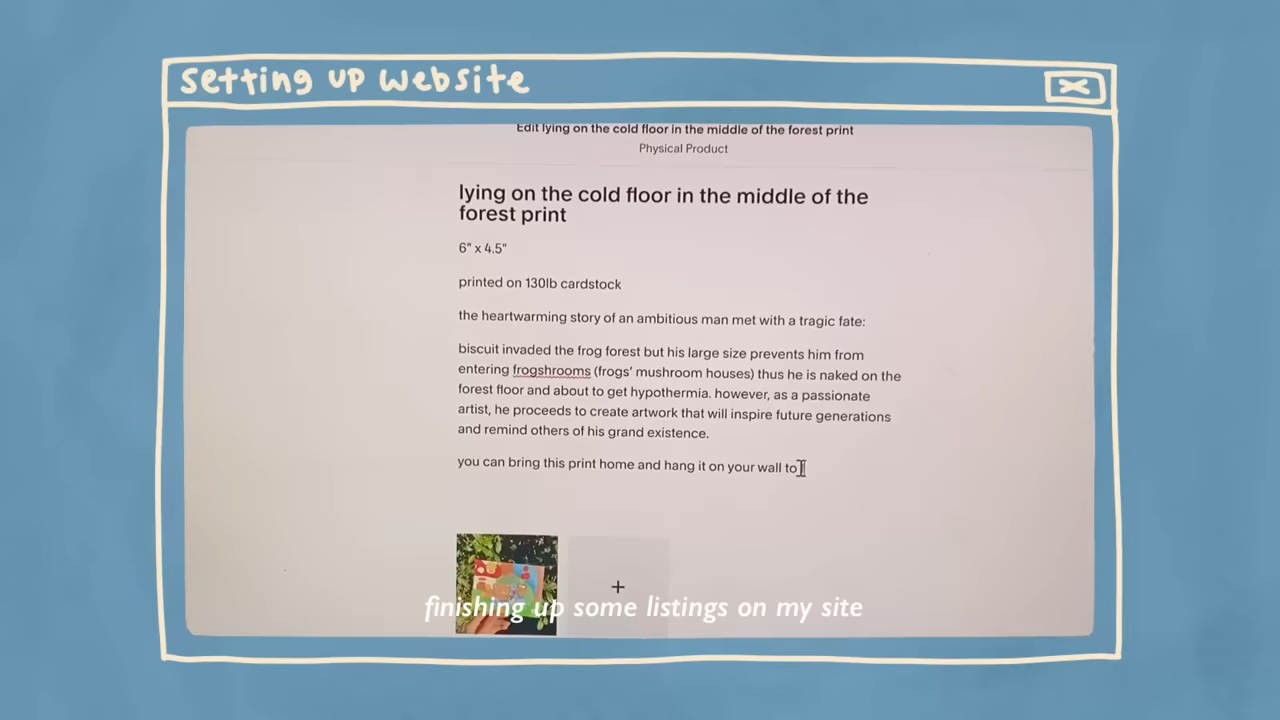 setting up website
Edit lying on the cold floor in the middle of the forest print
Physical Product
lying on the cold floor in the middle of the
forest print
6" x 4.5"
printed on 130lb cardstock
the heartwarming story of an ambitious man met with a tragic fate:
biscuit invaded the frog forest but his large size prevents him from
entering frogshrooms (frogs' mushroom houses) thus he is naked on the
forest floor and about to get hypothermia. however, as a passionate
artist, he proceeds to create artwork that will inspire future generations
and remind others of his grand existence.
you can bring this print home and hang it on your wall to
+
finishing up some listings on my site